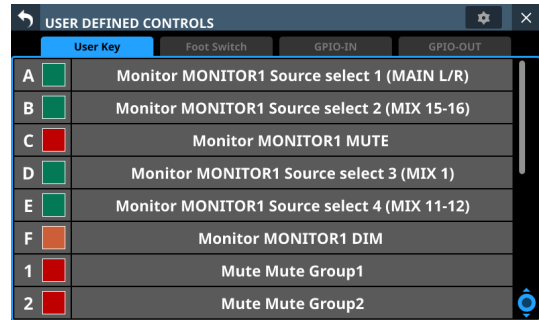 USER DEFINED CONTROLS
User Key Foot Switch GPIO-IN GPIO-OUT
A Monitor MONITOR1 Source select 1 (MAIN L/R)
B Monitor MONITOR1 Source select 2 (MIX 15-16)
C Monitor MONITOR1 MUTE
D Monitor MONITOR1 Source select 3 (MIX 1)
E Monitor MONITOR1 Source select 4 (MIX 11-12)
F Monitor MONITOR1 DIM
1 Mute Mute Group1
2 Mute Mute Group2